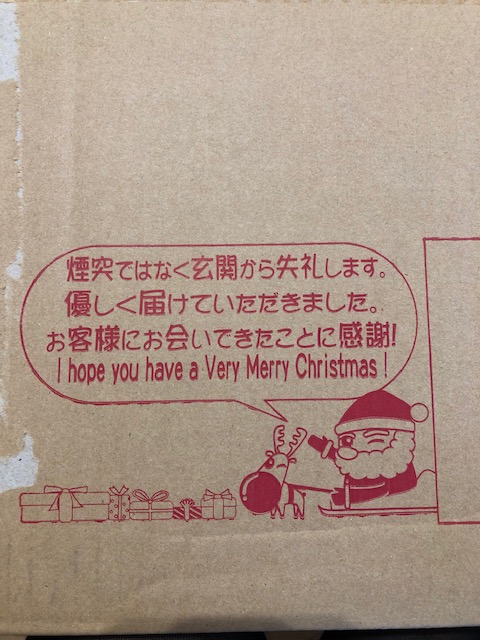 煙突ではなく玄関から失礼します。
優しく届けていただきました。
お客様にお会いできたことに感謝!
I hope you have a Very Merry Christmas !